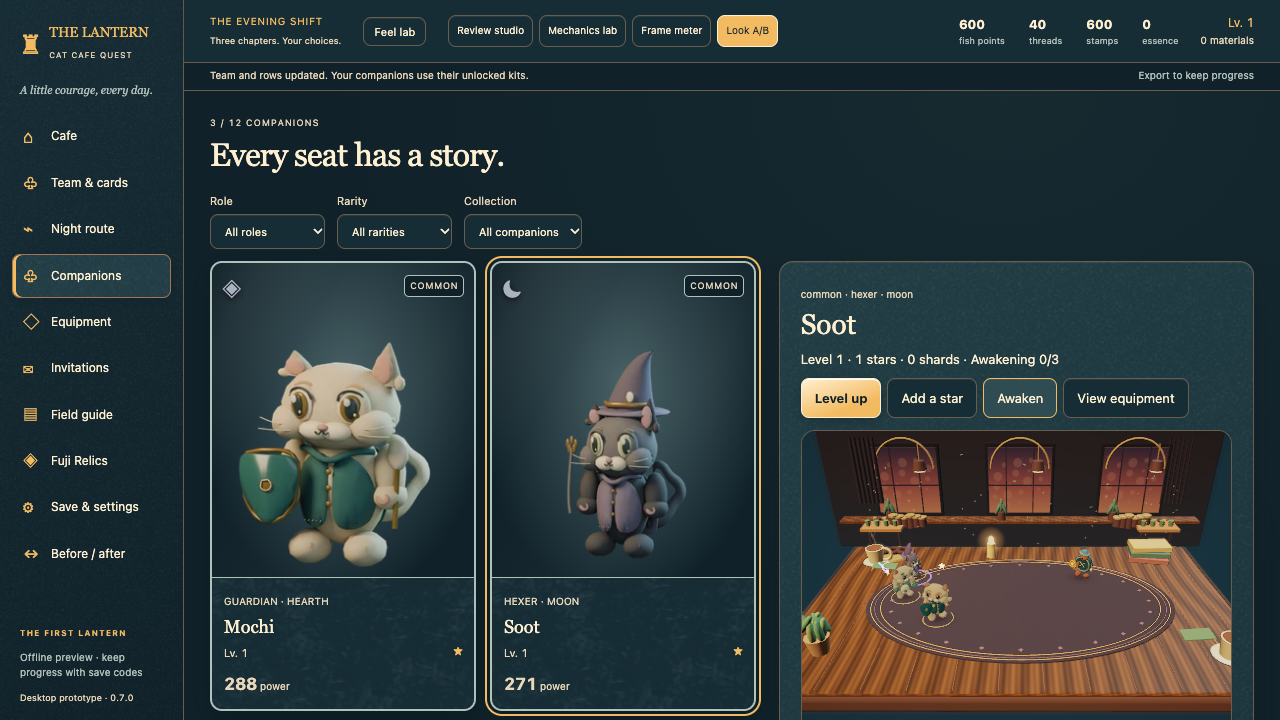 THE LANTERN
CAT CAFE QUEST
A little courage, every day.
Cafe
Team & cards
Night route
Companions
Equipment
Invitations
Field guide
Fuji Relics
Save & settings
Before / after
THE FIRST LANTERN
Offline preview · keep
progress with save codes
Desktop prototype · 0.7.0
THE EVENING SHIFT
Three chapters. Your choices.
Feel lab
Review studio
Mechanics lab
Frame meter
Look A/B
600
fish points
40
threads
600
stamps
0
essence
Lv. 1
0 materials
Team and rows updated. Your companions use their unlocked kits.
Export to keep progress
3 / 12 COMPANIONS
Every seat has a story.
Role
Rarity
Collection
All roles
All rarities
All companions
COMMON
GUARDIAN · HEARTH
Mochi
Lv. 1
288 power
COMMON
HEXER · MOON
Soot
Lv. 1
271 power
common · hexer · moon
Soot
Level 1 · 1 stars · 0 shards · Awakening 0/3
Level up
Add a star
Awaken
View equipment